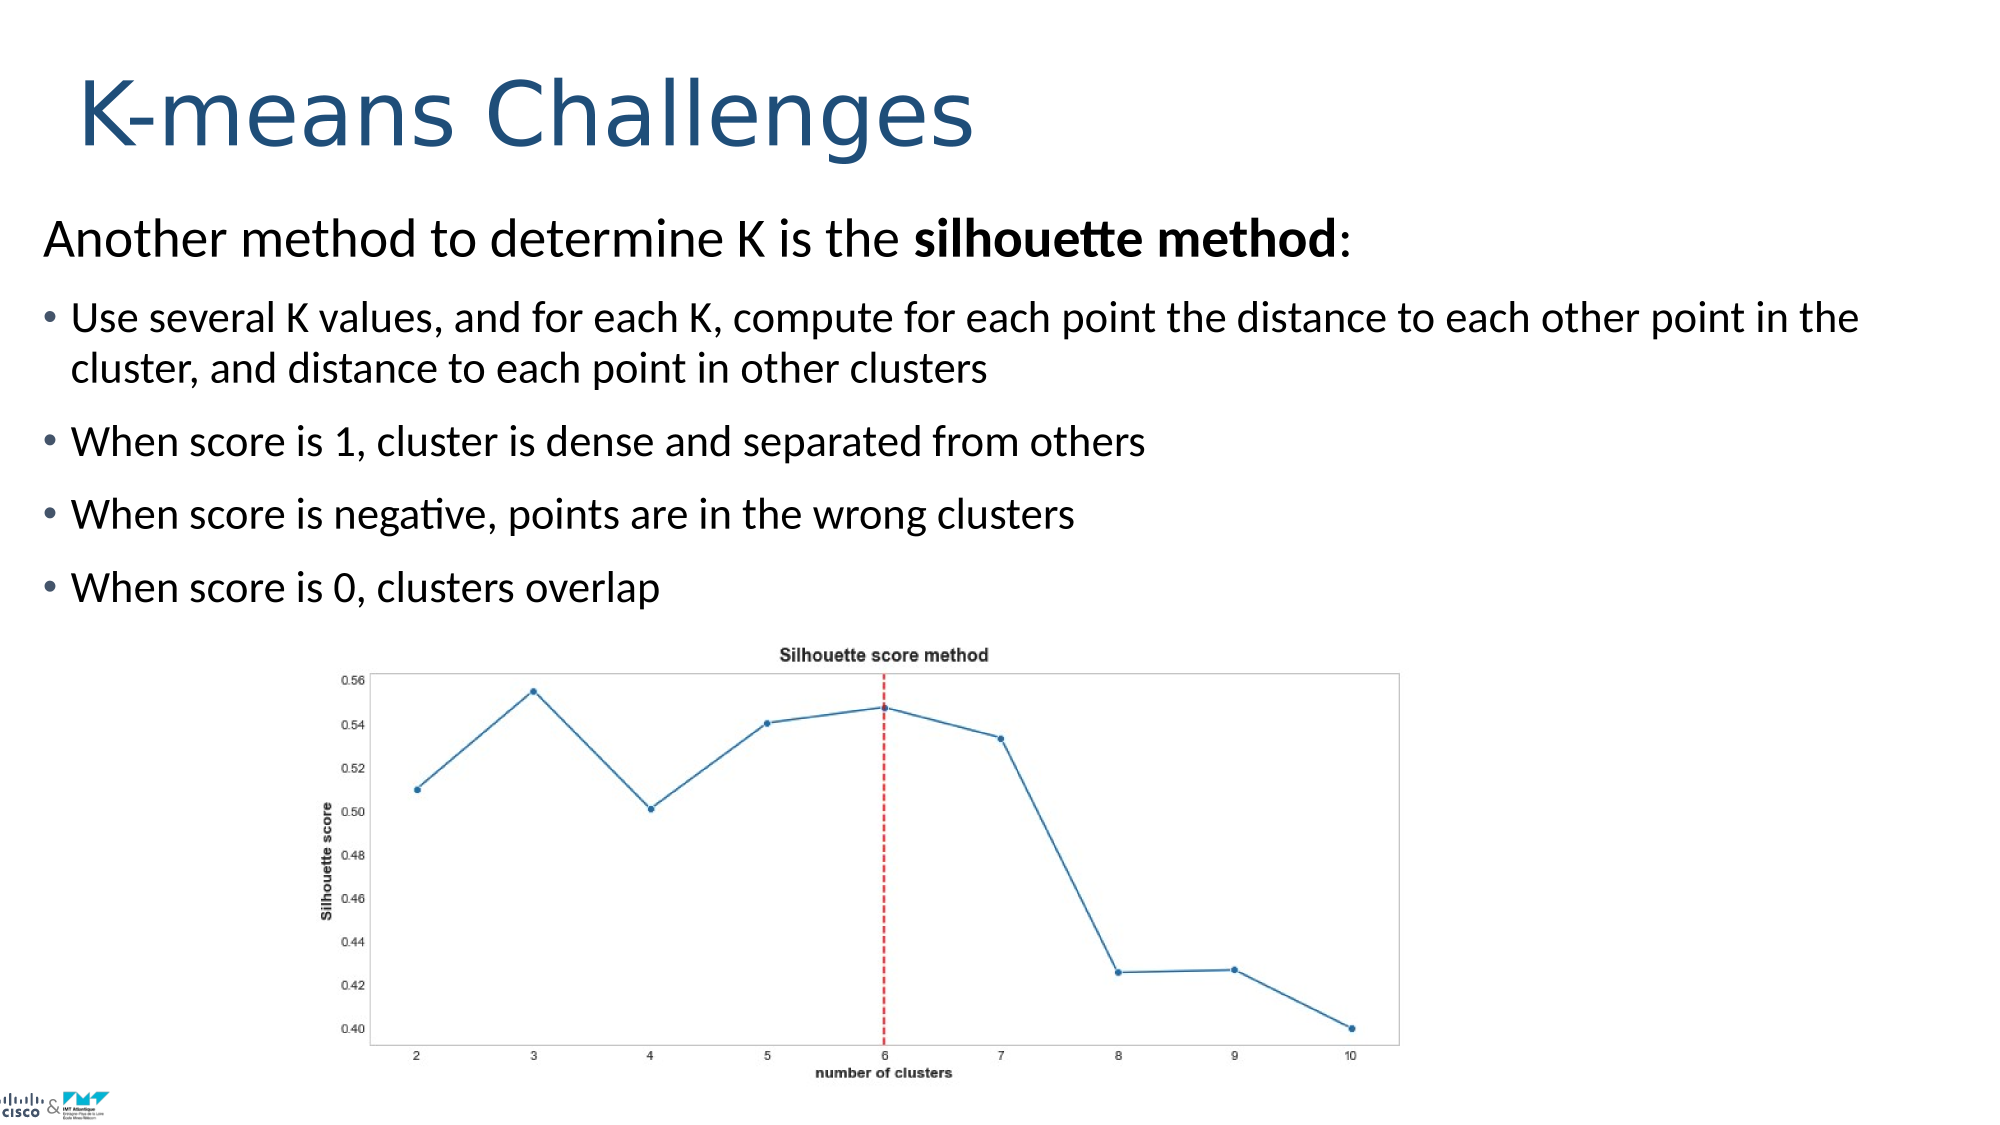 K-means Challenges
Another method to determine K is the silhouette method:
• Use several K values, and for each K, compute for each point the distance to each other point in the
cluster, and distance to each point in other clusters
• When score is 1, cluster is dense and separated from others
• When score is negative, points are in the wrong clusters
• When score is 0, clusters overlap
Silhouette score method
0.56
0.54
0.52
0.50
0.48
0.46
0.44
0.42
0.40
Silhouette score
2 3 4 5 6 7 8 9 10
number of clusters
cisco & IMT Atlantique